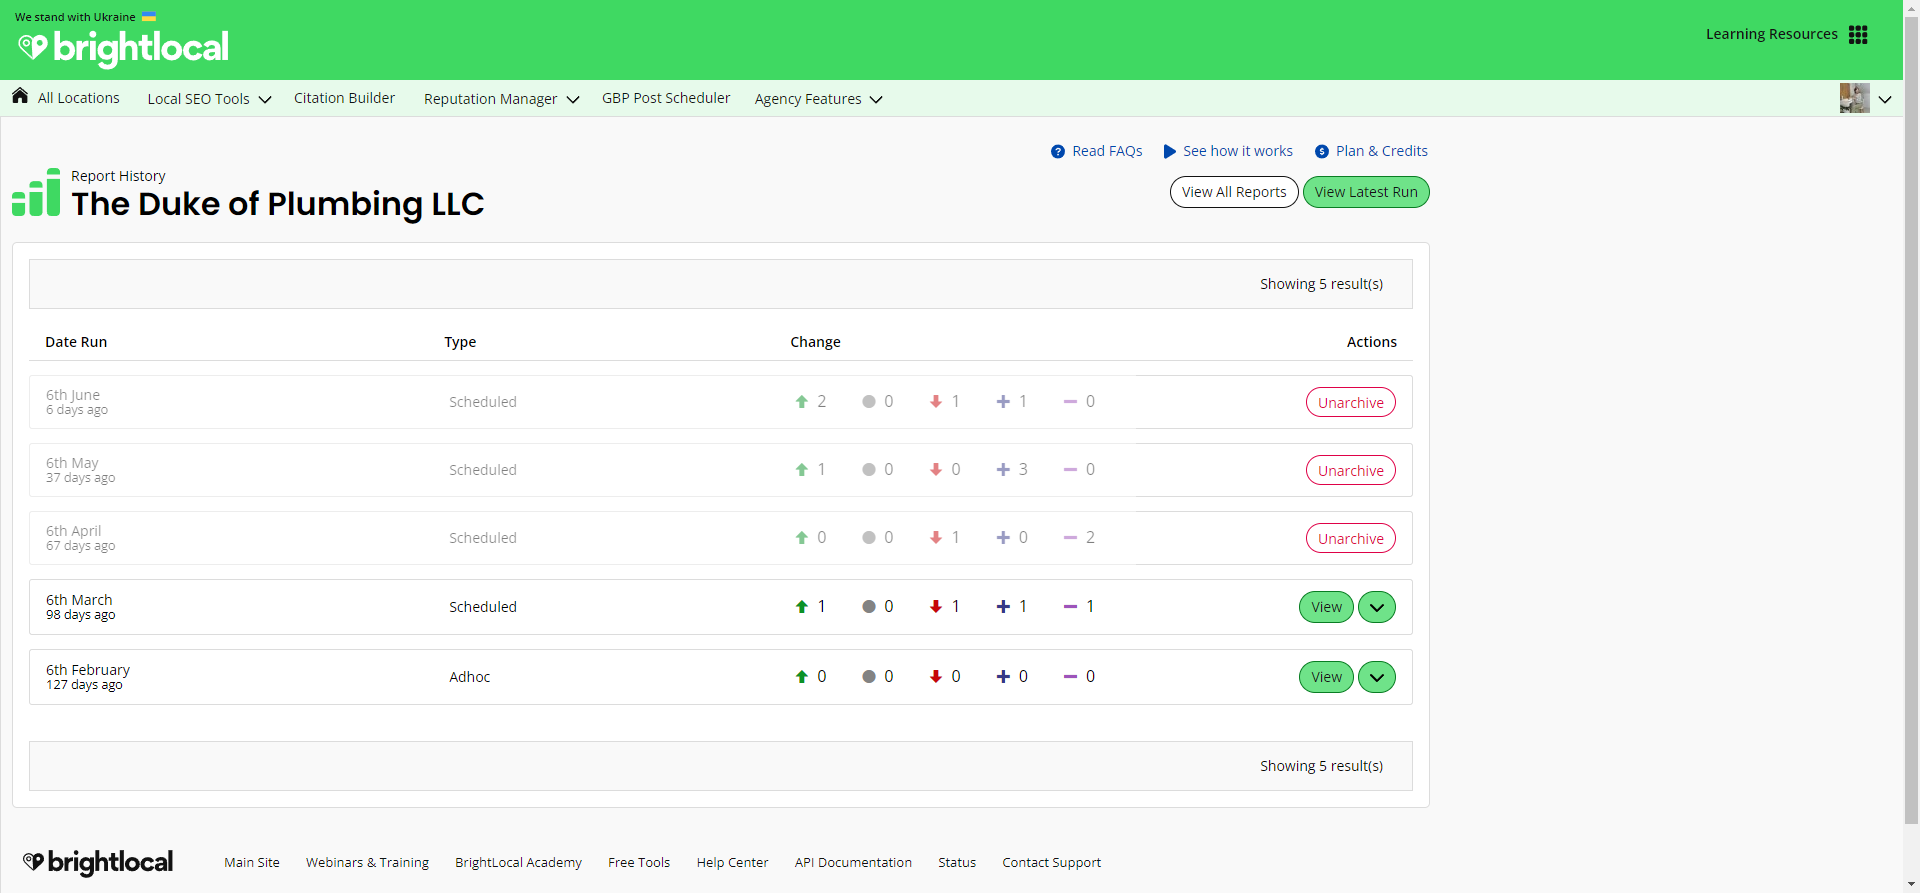 We stand with Ukraine
brightlocal
Learning Resources
All Locations
Local SEO Tools
Citation Builder
Reputation Manager
GBP Post Scheduler
Agency Features
Read FAQs
See how it works
Plan & Credits
Report History
The Duke of Plumbing LLC
View All Reports
View Latest Run
Showing 5 result(s)
Date Run Type Change Actions
6th June
6 days ago
Scheduled 2 0 1 1 0 Unarchive
6th May
37 days ago
Scheduled 1 0 0 3 0 Unarchive
6th April
67 days ago
Scheduled 0 0 1 0 2 Unarchive
6th March
98 days ago
Scheduled 1 0 1 1 1 View
6th February
127 days ago
Adhoc 0 0 0 0 0 View
Showing 5 result(s)
brightlocal
Main Site Webinars & Training BrightLocal Academy Free Tools Help Center API Documentation Status Contact Support